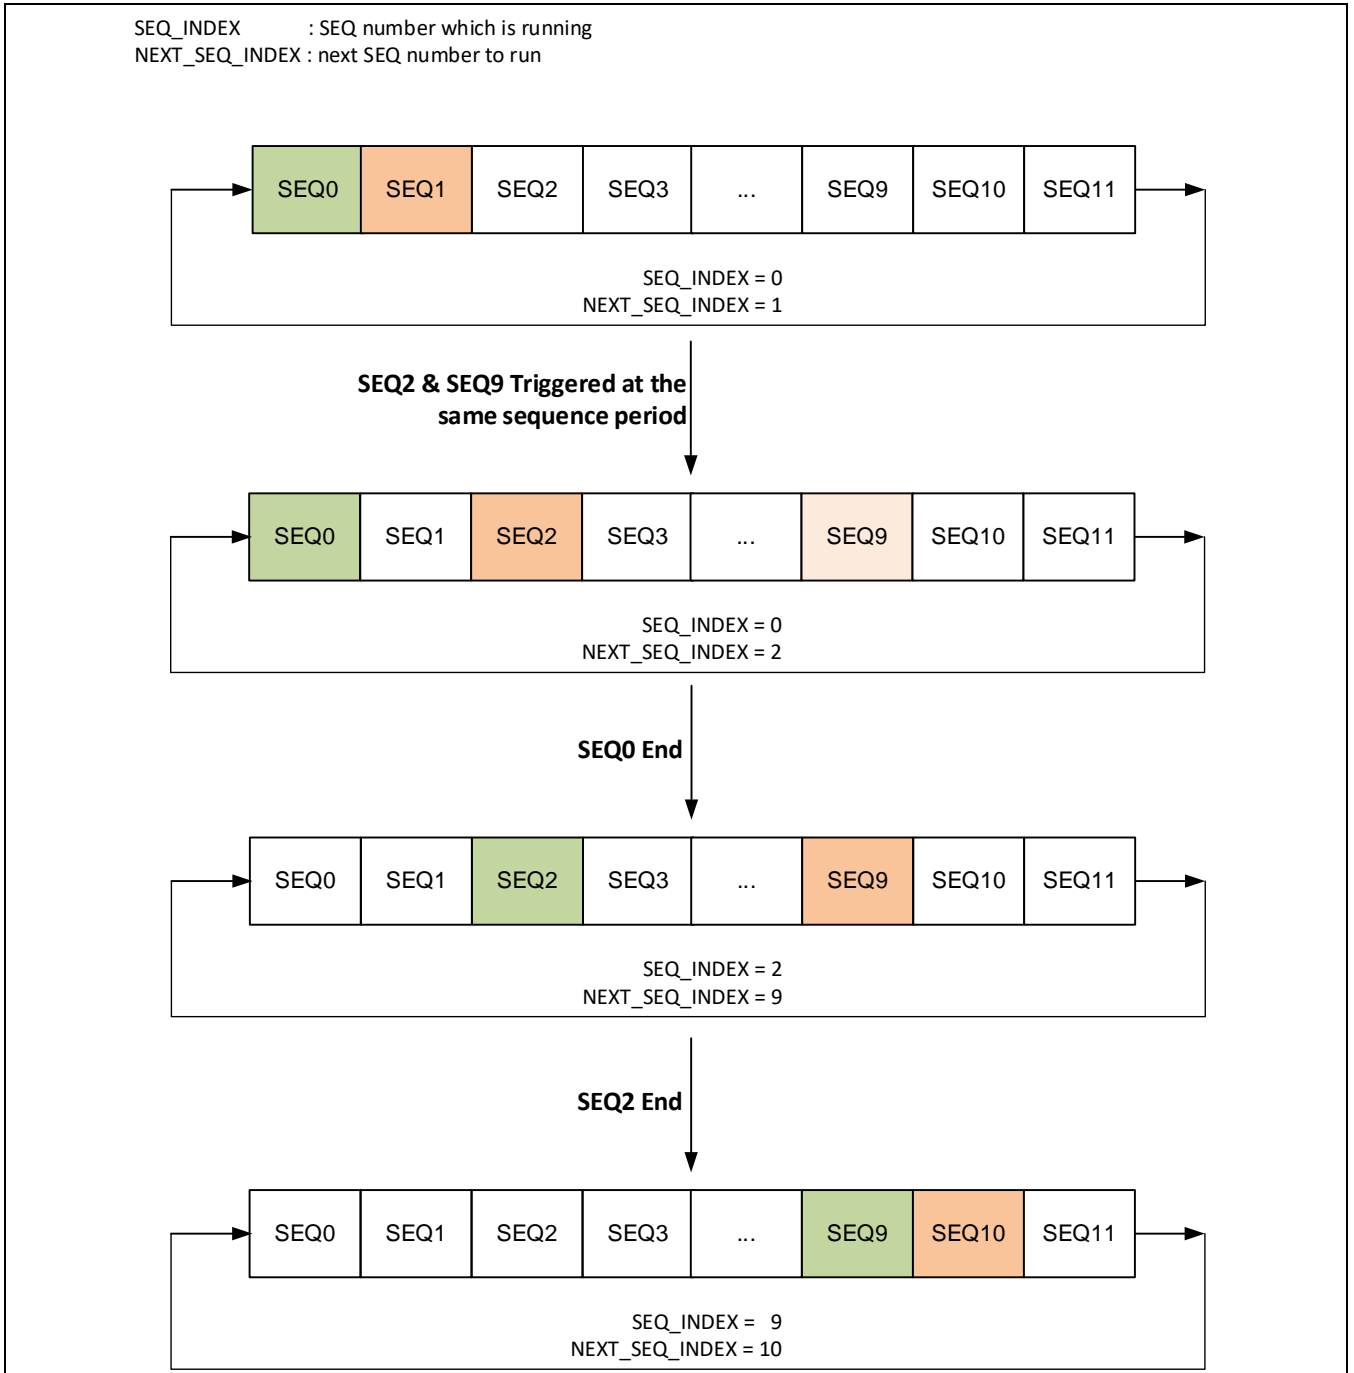 SEQ_INDEX : SEQ number which is running
NEXT_SEQ_INDEX : next SEQ number to run
SEQ0 SEQ1 SEQ2 SEQ3 ... SEQ9 SEQ10 SEQ11
SEQ_INDEX = 0
NEXT_SEQ_INDEX = 1
SEQ2 & SEQ9 Triggered at the
same sequence period
SEQ0 SEQ1 SEQ2 SEQ3 ... SEQ9 SEQ10 SEQ11
SEQ_INDEX = 0
NEXT_SEQ_INDEX = 2
SEQ0 End
SEQ0 SEQ1 SEQ2 SEQ3 ... SEQ9 SEQ10 SEQ11
SEQ_INDEX = 2
NEXT_SEQ_INDEX = 9
SEQ2 End
SEQ0 SEQ1 SEQ2 SEQ3 ... SEQ9 SEQ10 SEQ11
SEQ_INDEX = 9
NEXT_SEQ_INDEX = 10